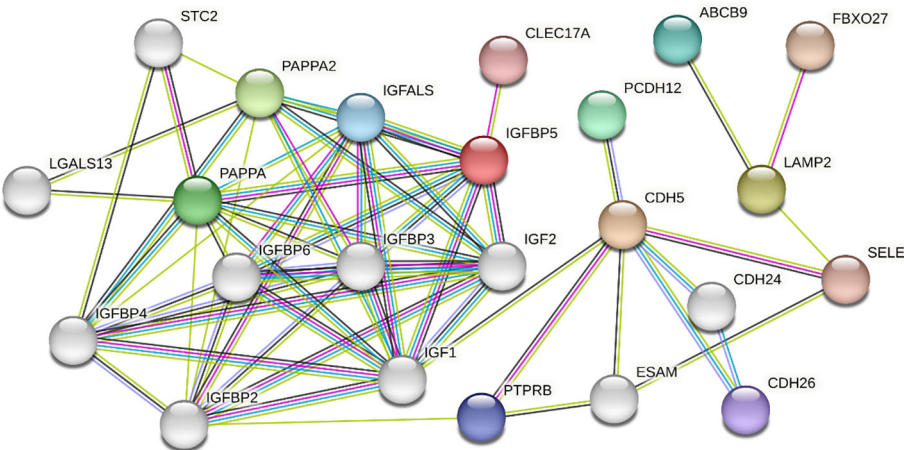 STC2
ABCB9
FBXO27
CLEC17A
PAPPA2
IGFALS
PCDH12
IGFBP5
LGALS13
PAPPA
LAMP2
CDH5
IGFBP6
IGFBP3
IGF2
SELE
CDH24
IGFBP4
IGF1
ESAM
CDH26
PTPRB
IGFBP2